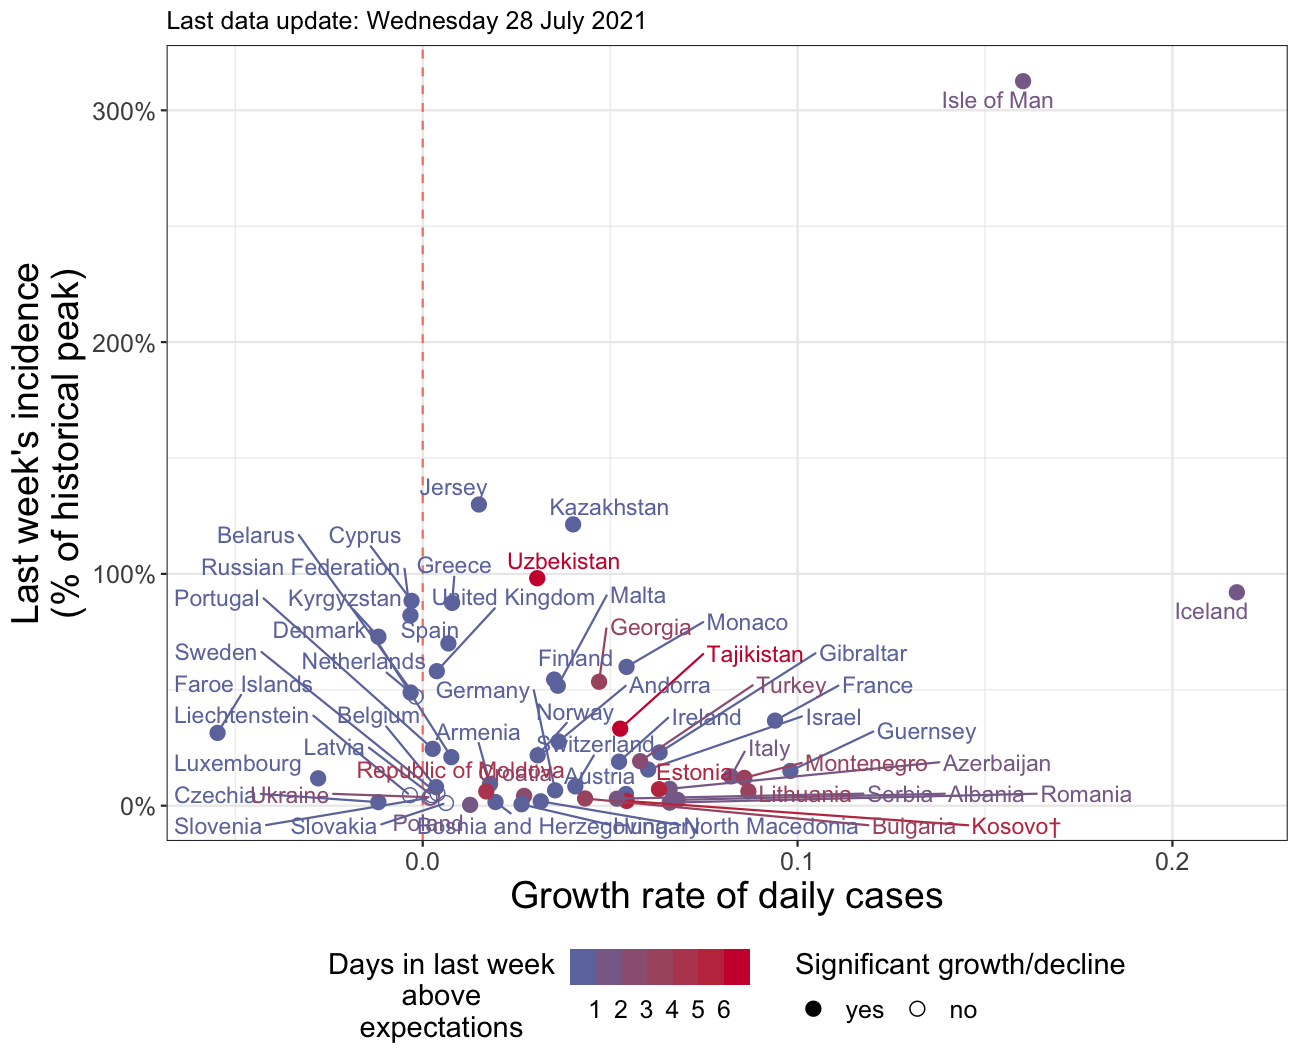 Last data update: Wednesday 28 July 2021
Last week's incidence
(% of historical peak)
300%
200%
100%
0%
Isle of Man
Jersey
Kazakhstan
Belarus
Cyprus
Uzbekistan
Russian Federation
Greece
Portugal
Kyrgyzstan
United Kingdom
Malta
Iceland
Denmark
Spain
Georgia
Monaco
Sweden
Netherlands
Finland
Tajikistan
Gibraltar
Faroe Islands
Germany
Andorra
Turkey
France
Liechtenstein
Belgium
Norway
Ireland
Israel
Latvia
Armenia
Switzerland
Guernsey
Italy
Luxembourg
Republic of Moldova
Croatia
Austria
Estonia
Montenegro
Azerbaijan
Czechia
Ukraine
Lithuania
Serbia
Albania
Romania
Slovenia
Slovakia
Poland
Bosnia and Herzegovina
Hungary
North Macedonia
Bulgaria
Kosovo†
0.0
0.1
0.2
Growth rate of daily cases
Days in last week
above
expectations
1 2 3 4 5 6
Significant growth/decline
yes
no